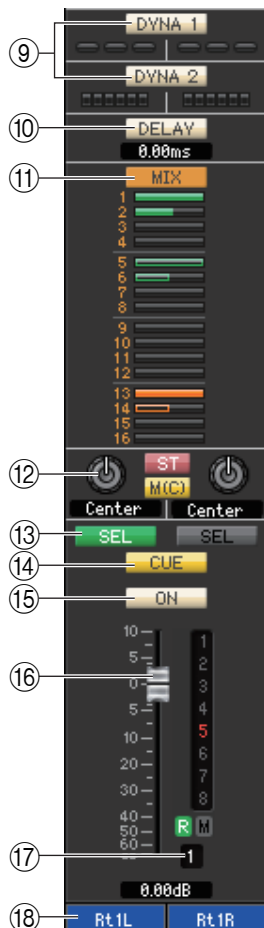 ⑨ DYNA 1
DYNA 2
⑩ DELAY
0.00ms
⑪ MIX
1
2
3
4
5
6
7
8
9
10
11
12
13
14
15
16
⑫ ST
M(C)
Center Center
⑬ SEL SEL
⑭ CUE
⑮ ON
10 1
5 2
⑯ 0 3
5 4
10 5
20 6
30 7
40 8
50 R M
60
⑰ 1
0.00dB
⑱ Rt1L Rt1R